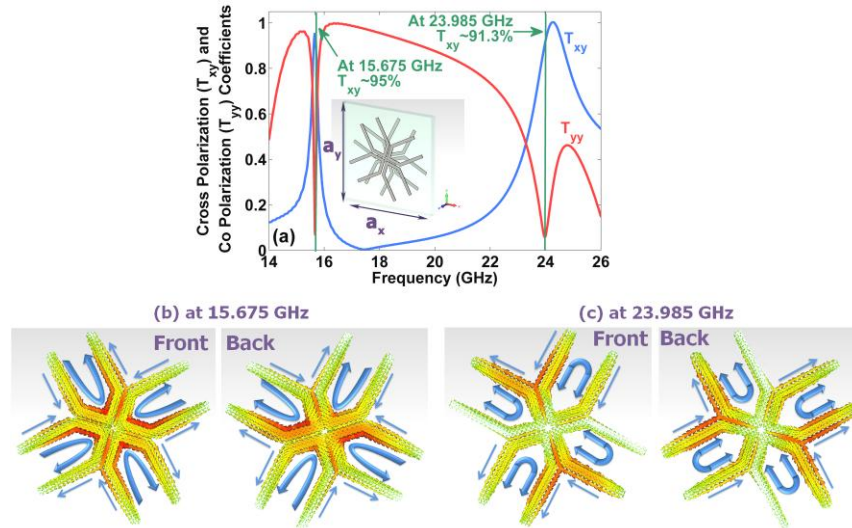 Cross Polarization (Txy) and
Co Polarization (Tyy) Coefficients
1
0.8
0.6
0.4
0.2
0
At 23.985 GHz
Txy~91.3%
At 15.675 GHz
Txy~95%
Txy
Tyy
ay
ax
(a)
14 16 18 20 22 24 26
Frequency (GHz)
(b) at 15.675 GHz
(c) at 23.985 GHz
Front Back
Front Back